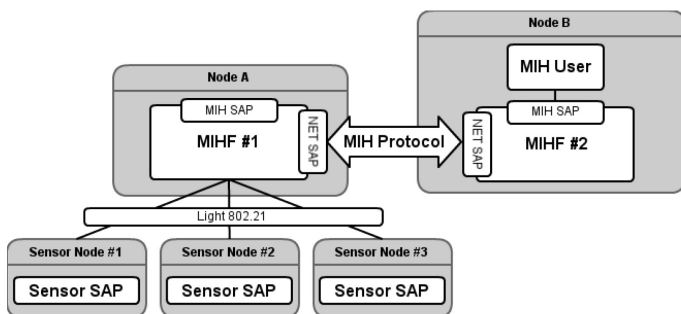 Node B
MIH User
Node A
MIH SAP
MIHF #1
NET SAP
MIH Protocol
NET SAP
MIH SAP
MIHF #2
Light 802.21
Sensor Node #1
Sensor Node #2
Sensor Node #3
Sensor SAP
Sensor SAP
Sensor SAP